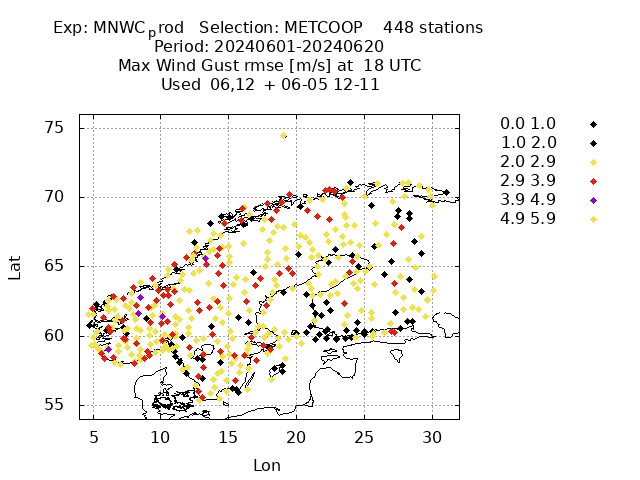 Exp: MNWCprod Selection: METCOOP 448 stations
Period: 20240601-20240620
Max Wind Gust rmse [m/s] at 18 UTC
Used 06,12 + 06-05 12-11
75
70
65
60
55
5 10 15 20 25 30
Lat
Lon
0.0 1.0
1.0 2.0
2.0 2.9
2.9 3.9
3.9 4.9
4.9 5.9